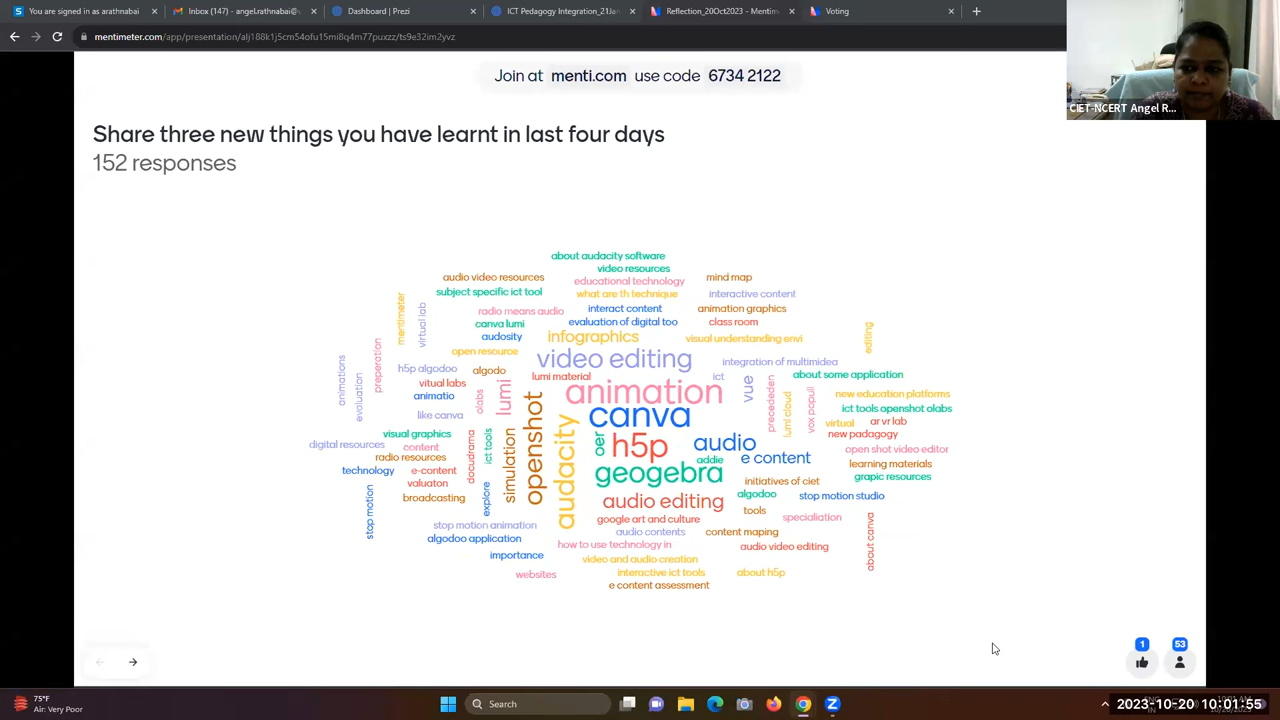 You are signed in as arathnabai
Inbox (147) - angel.rathnabai@
Dashboard | Prezi
ICT Pedagogy Integration_21Jan
Reflection_20Oct2023 - Mentim
Voting
mentimeter.com/app/presentation/alj188k1j5cm54ofu15mi8q4m77puxzz/ts9e32im2yvz
CIET-NCERT Angel R...
Join at menti.com use code 6734 2122
Share three new things you have learnt in last four days
152 responses
about audacity software
video resources
audio video resources
educational technology
mind map
subject specific ict tool
what are th technique
interactive content
mentimeter
virtual lab
radio means audio
interact content
animation graphics
canva lumi
evaluation of digital too
class room
audosity
infographics
visual understanding envi
editing
open resource
video editing
integration of multimidea
animations
evaluation
preperation
h5p algodoo
algodo
lumi material
ict
about some application
vitual labs
animation
vue
animatio
olabs
lumi
precededen
lumi cloud
vox populi
new education platforms
like canva
canva
ict tools openshot olabs
virtual
ar vr lab
visual graphics
new padagogy
digital resources
content
docudrama
ict tools
simulation
openshot
audacity
oer
h5p
audio
open shot video editor
radio resources
addie
e content
learning materials
technology
e-content
geogebra
grapic resources
valuaton
initiatives of ciet
stop motion
broadcasting
explore
audio editing
algodoo
stop motion studio
tools
google art and culture
specialiation
stop motion animation
audio contents
content maping
about canva
algodoo application
how to use technology in
audio video editing
importance
video and audio creation
websites
interactive ict tools
about h5p
e content assessment
1
53
75°F
Air: Very Poor
Search
2023-10-20 10:01:55